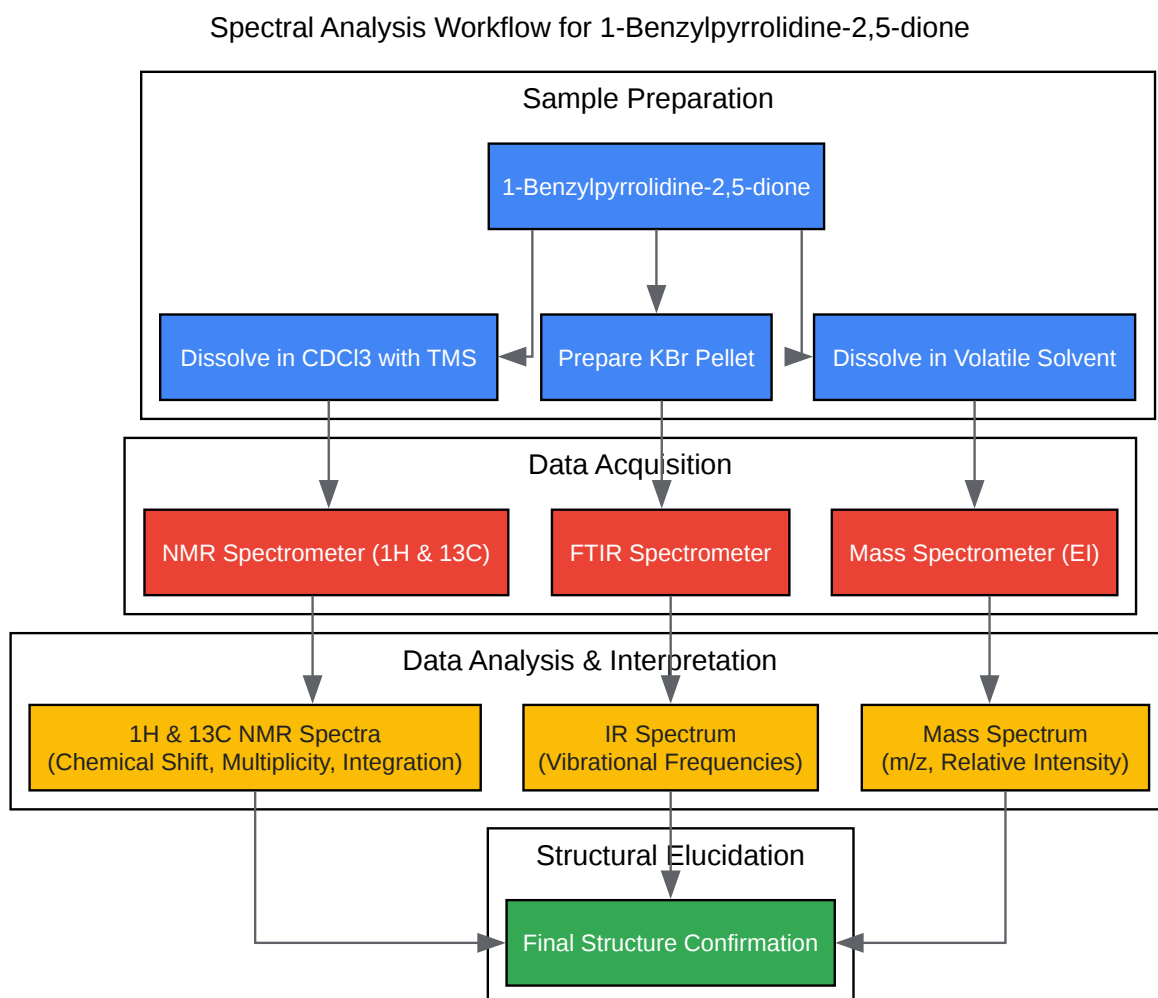 Spectral Analysis Workflow for 1-Benzylpyrrolidine-2,5-dione
Sample Preparation
1-Benzylpyrrolidine-2,5-dione
Dissolve in CDCl3 with TMS
Prepare KBr Pellet
Dissolve in Volatile Solvent
Data Acquisition
NMR Spectrometer (1H & 13C)
FTIR Spectrometer
Mass Spectrometer (EI)
Data Analysis & Interpretation
1H & 13C NMR Spectra
(Chemical Shift, Multiplicity, Integration)
IR Spectrum
(Vibrational Frequencies)
Mass Spectrum
(m/z, Relative Intensity)
Structural Elucidation
Final Structure Confirmation